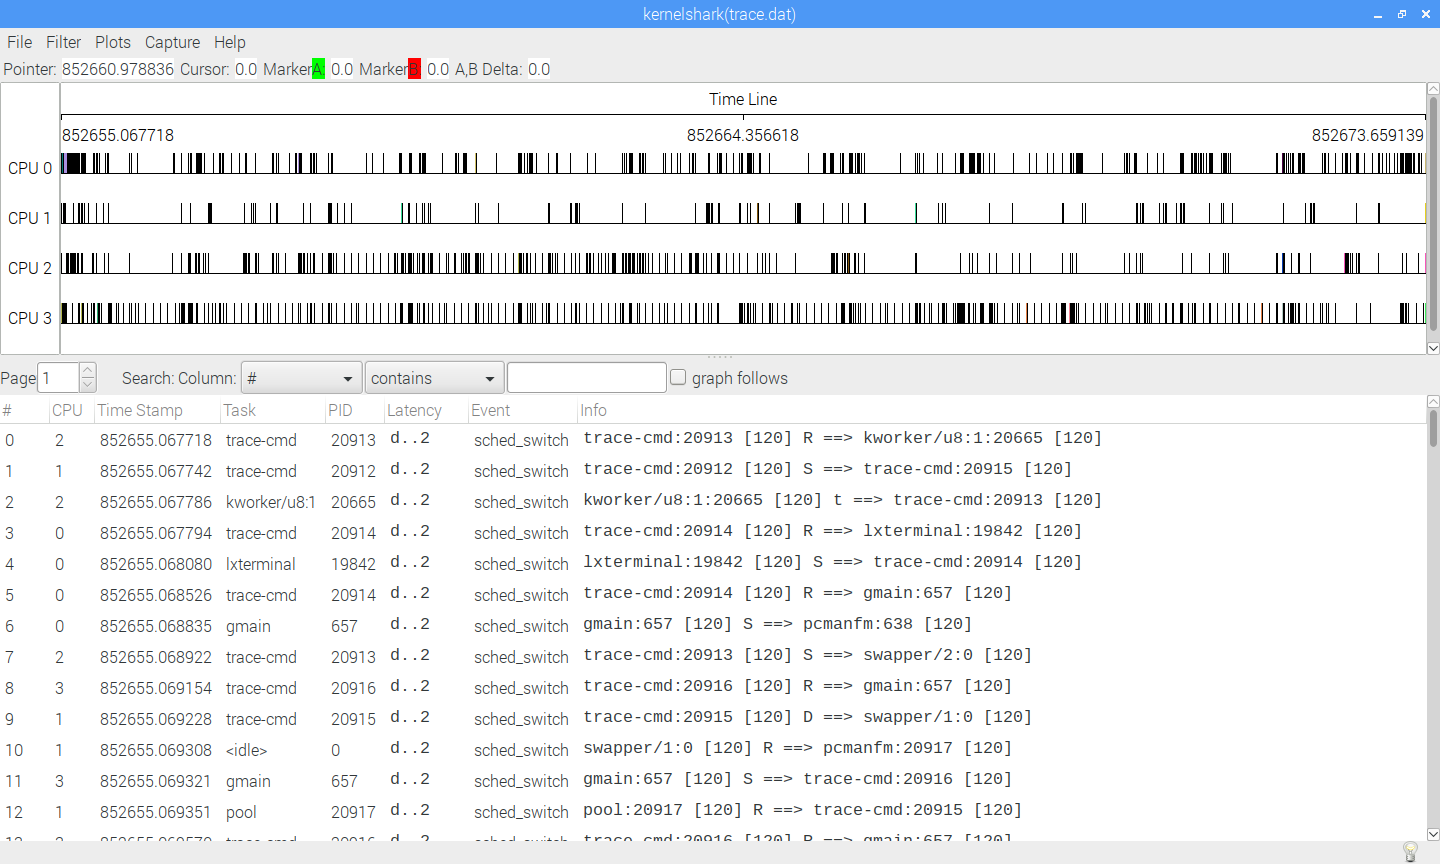 kernelshark(trace.dat)
File Filter Plots Capture Help
Pointer: 852660.978836 Cursor: 0.0 MarkerA: 0.0 MarkerB 0.0 A,B Delta: 0.0
Time Line
852655.067718 852664.356618 852673.659139
CPU 0
CPU 1
CPU 2
CPU 3
Page 1 Search: Column: # contains graph follows
# CPU Time Stamp Task PID Latency Event Info
0 2 852655.067718 trace-cmd 20913 d..2 sched_switch trace-cmd:20913 [120] R ==> kworker/u8:1:20665 [120]
1 1 852655.067742 trace-cmd 20912 d..2 sched_switch trace-cmd:20912 [120] S ==> trace-cmd:20915 [120]
2 2 852655.067786 kworker/u8:1 20665 d..2 sched_switch kworker/u8:1:20665 [120] t ==> trace-cmd:20913 [120]
3 0 852655.067794 trace-cmd 20914 d..2 sched_switch trace-cmd:20914 [120] R ==> lxterminal:19842 [120]
4 0 852655.068080 lxterminal 19842 d..2 sched_switch lxterminal:19842 [120] S ==> trace-cmd:20914 [120]
5 0 852655.068526 trace-cmd 20914 d..2 sched_switch trace-cmd:20914 [120] R ==> gmain:657 [120]
6 0 852655.068835 gmain 657 d..2 sched_switch gmain:657 [120] S ==> pcmanfm:638 [120]
7 2 852655.068922 trace-cmd 20913 d..2 sched_switch trace-cmd:20913 [120] S ==> swapper/2:0 [120]
8 3 852655.069154 trace-cmd 20916 d..2 sched_switch trace-cmd:20916 [120] R ==> gmain:657 [120]
9 1 852655.069228 trace-cmd 20915 d..2 sched_switch trace-cmd:20915 [120] D ==> swapper/1:0 [120]
10 1 852655.069308 <idle> 0 d..2 sched_switch swapper/1:0 [120] R ==> pcmanfm:20917 [120]
11 3 852655.069321 gmain 657 d..2 sched_switch gmain:657 [120] S ==> trace-cmd:20916 [120]
12 1 852655.069351 pool 20917 d..2 sched_switch pool:20917 [120] R ==> trace-cmd:20915 [120]